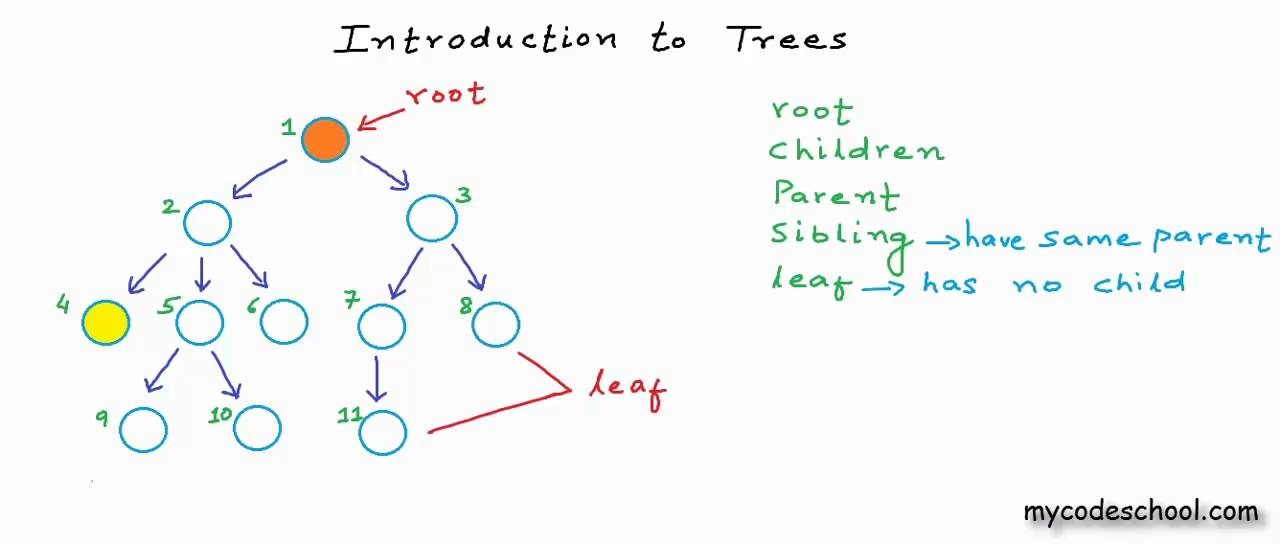 Introduction to Trees
root
1
2
3
4
5
6
7
8
9
10
11
leaf
root
children
Parent
Sibling → have same parent
leaf → has no child
mycodeschool.com